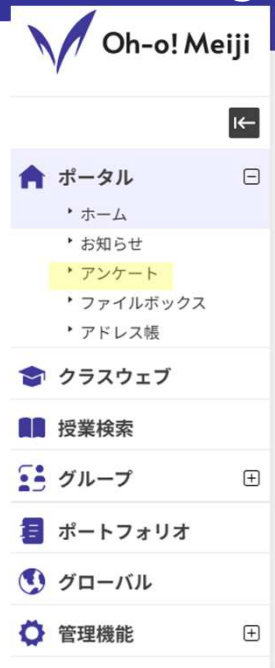 Oh-o! Meiji
ポータル
ホーム
お知らせ
アンケート
ファイルボックス
アドレス帳
クラスウェブ
授業検索
グループ
ポートフォリオ
グローバル
管理機能